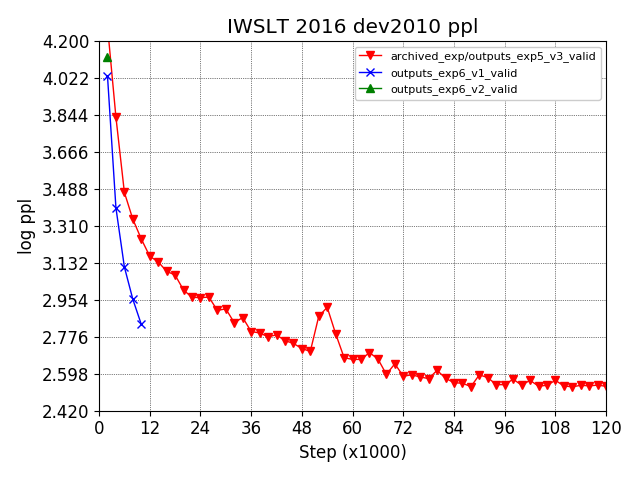 IWSLT 2016 dev2010 ppl
archived_exp/outputs_exp5_v3_valid
outputs_exp6_v1_valid
outputs_exp6_v2_valid
log ppl
4.200
4.022
3.844
3.666
3.488
3.310
3.132
2.954
2.776
2.598
2.420
0 12 24 36 48 60 72 84 96 108 120
Step (x1000)